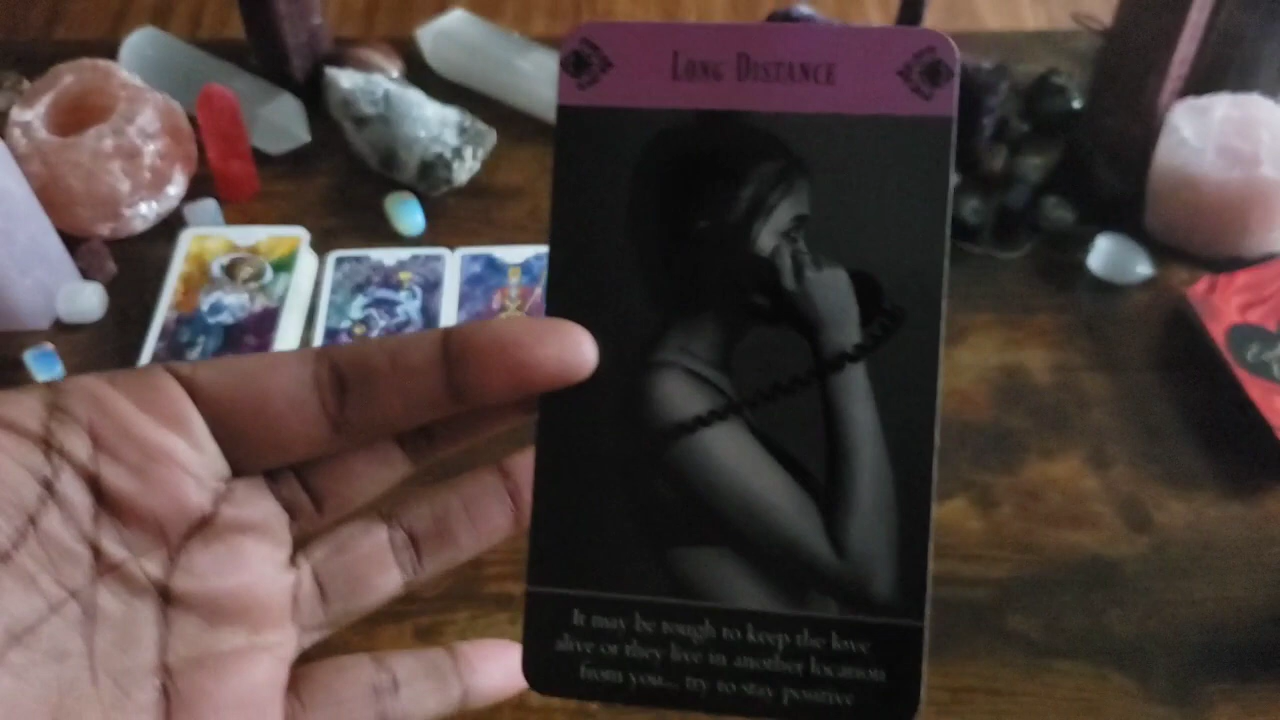 Long Distance
It may be tough to keep the love
alive or they live in another location
from you... try to stay positive